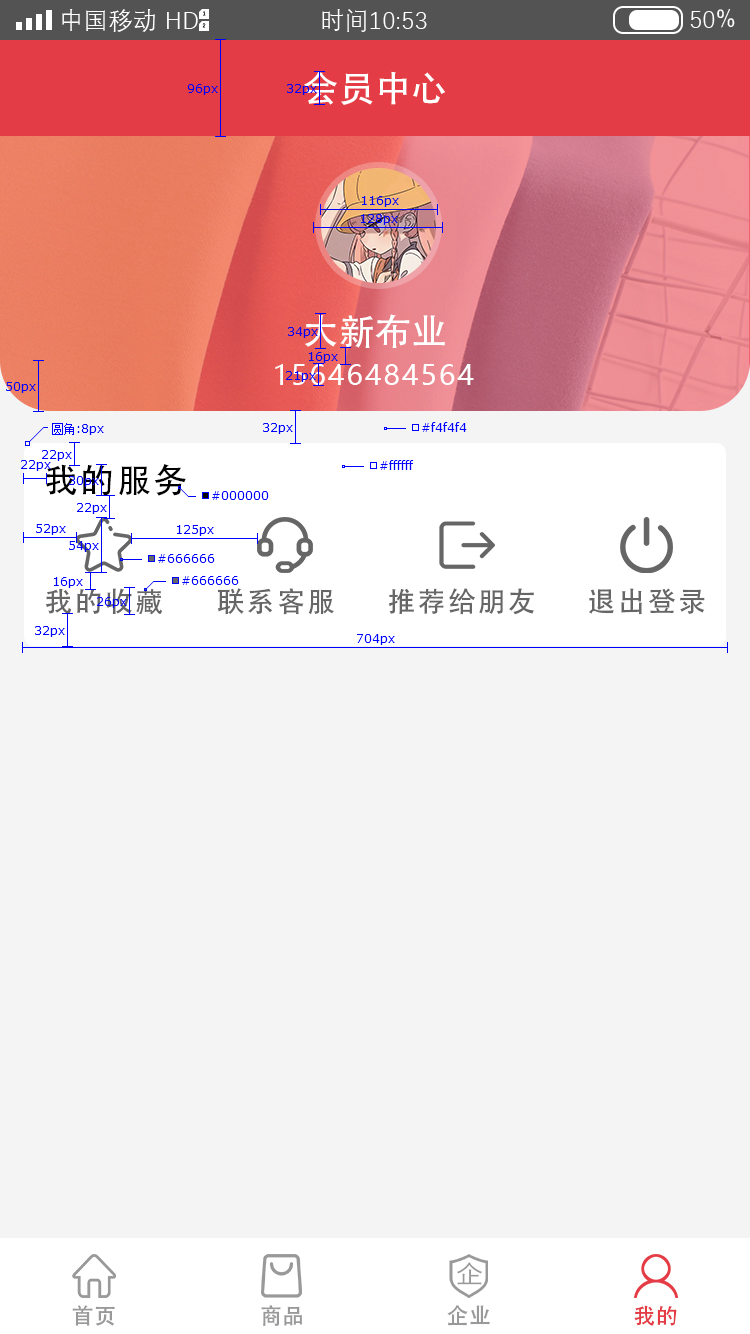 中国移动 HD 时间10:53 50%
96px
32px
会员中心
116px
128px
34px
大新布业
16px
15646484564
21px
50px
32px
#f4f4f4
圆角:8px
22px
22px
#ffffff
我的服务
30px
#000000
22px
52px
125px
54px
#666666
16px
#666666
26px
我的收藏 联系客服 推荐给朋友 退出登录
32px
704px
企
首页 商品 企业 我的